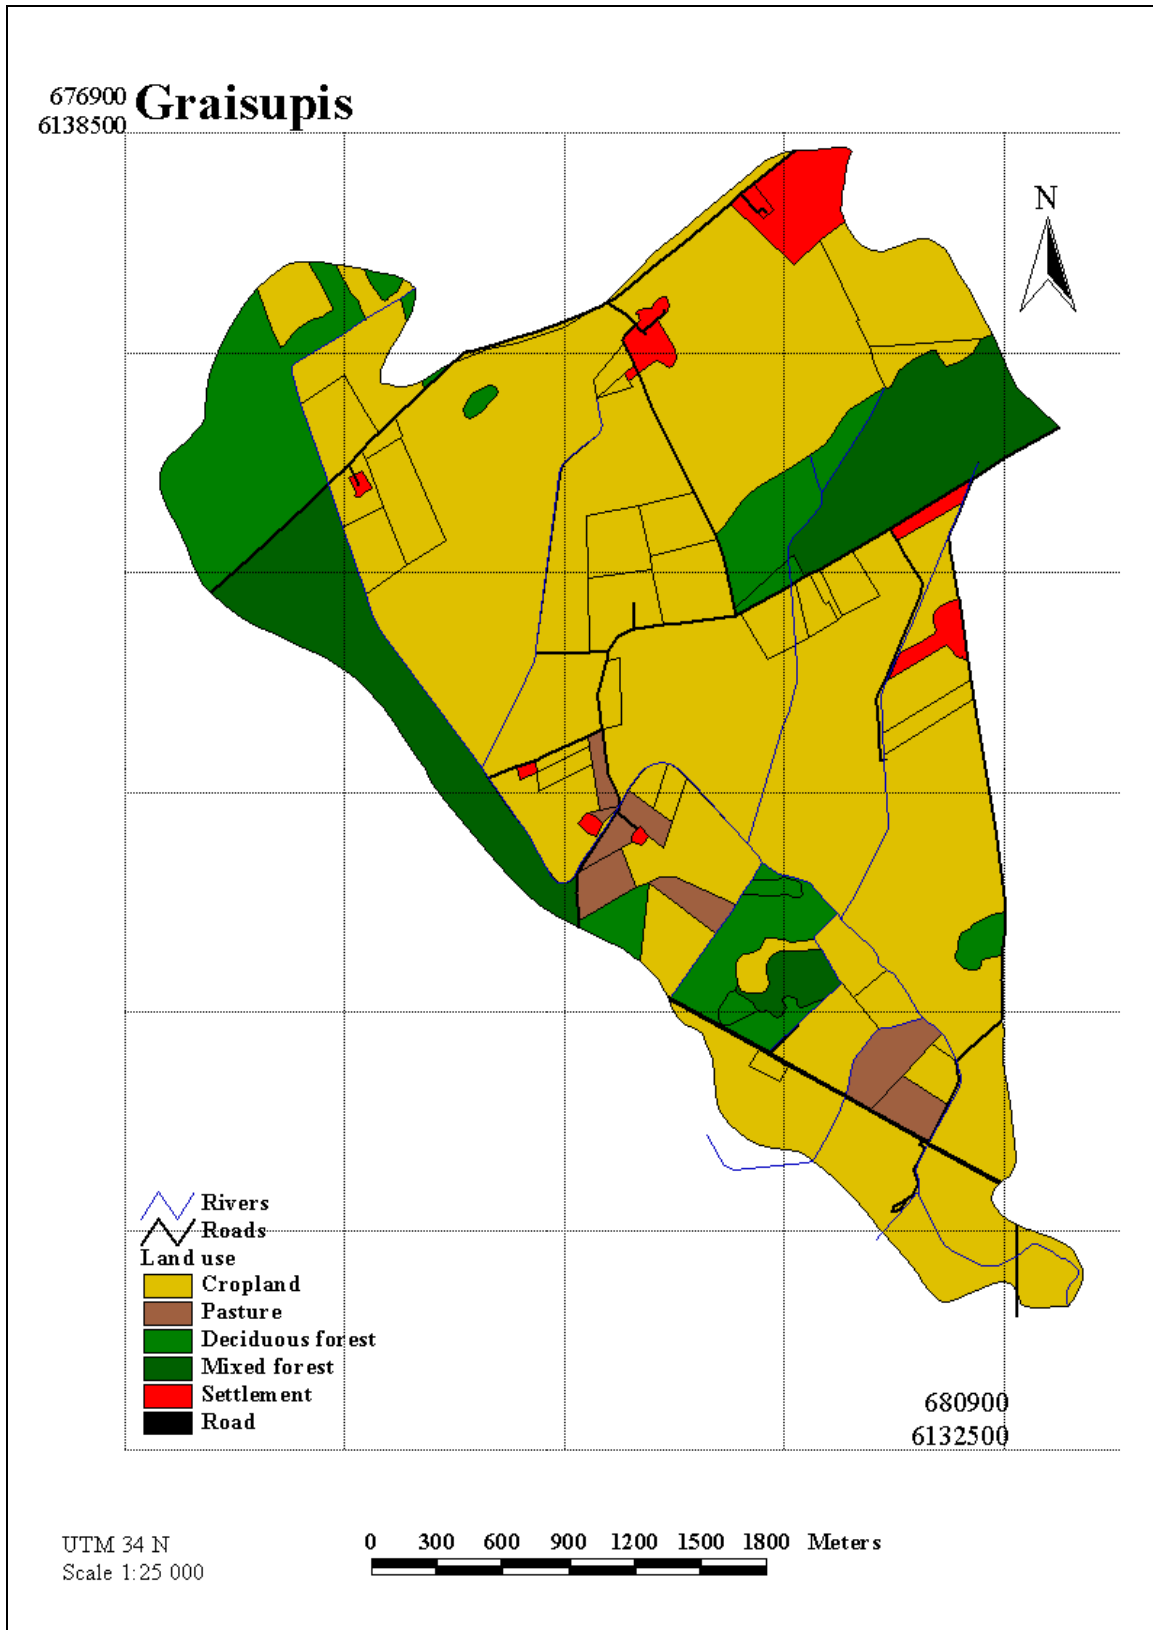 676900
6138500
Graisupis
N
Rivers
Roads
Land use
Cropland
Pasture
Deciduous forest
Mixed forest
Settlement
Road
680900
6132500
UTM 34 N
Scale 1:25 000
0 300 600 900 1200 1500 1800 Meters